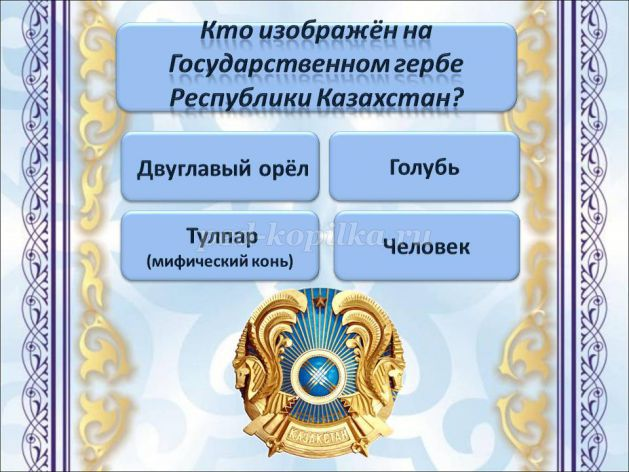 Кто изображён на
Государственном гербе
Республики Казахстан?
Двуглавый орёл
Голубь
Тулпар
(мифический конь)
Человек
ҚАЗАҚСТАН